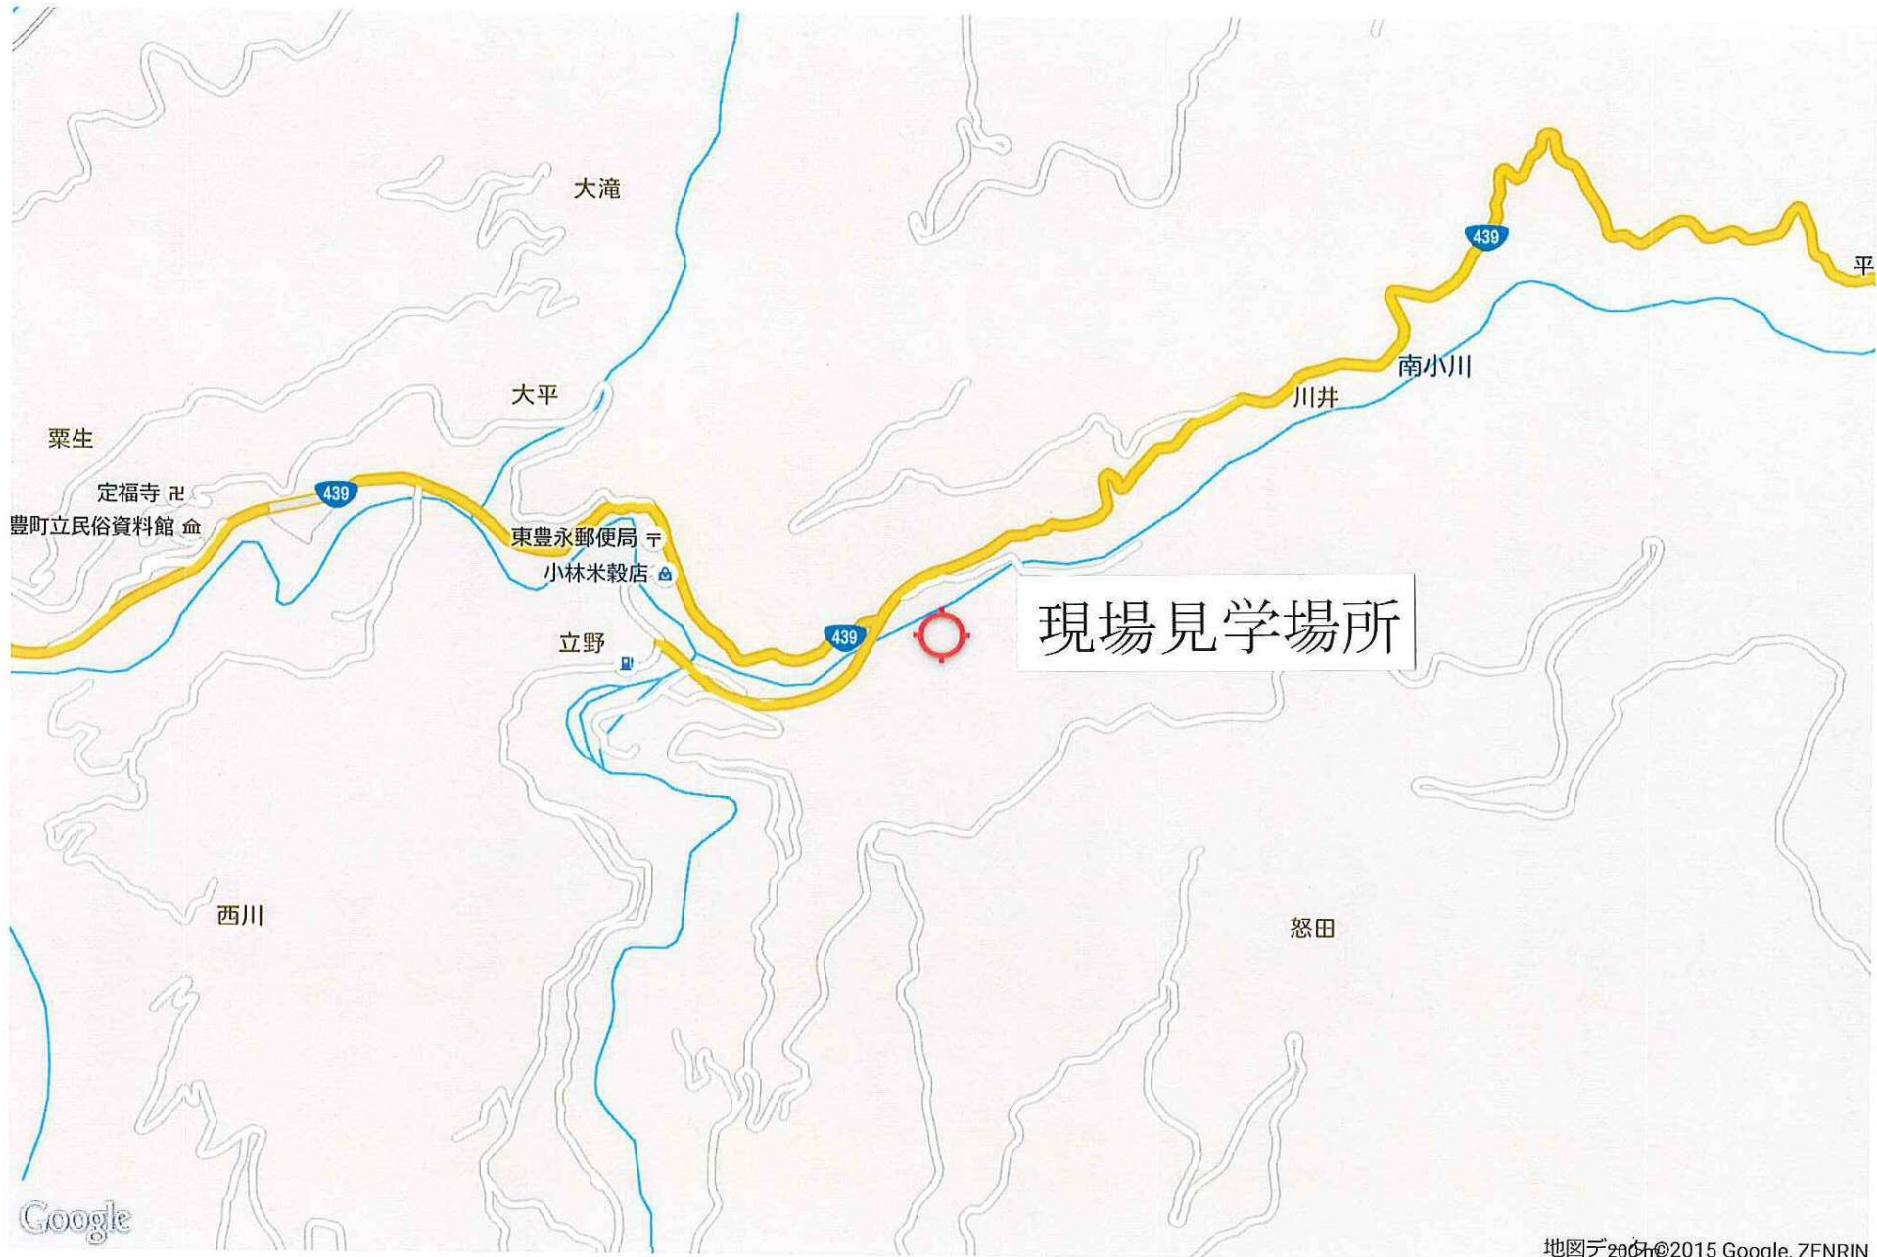 大滝
439
平
南小川
大平
川井
粟生
定福寺
439
豊町立民俗資料館
東豊永郵便局
小林米穀店
現場見学場所
439
立野
西川
怒田
Google
地図データ©2015 Google, ZENRIN